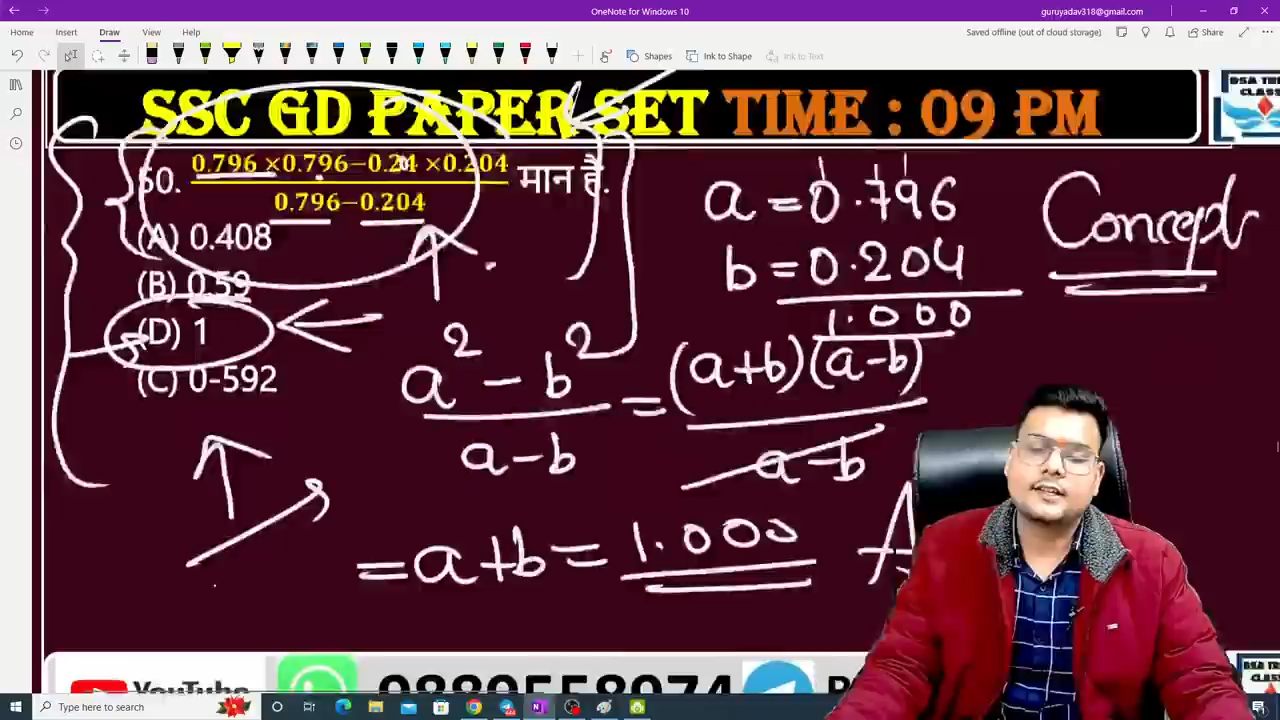 OneNote for Windows 10
guruyadav318@gmail.com
Home Insert Draw View Help
Saved offline (out of cloud storage)
Share
Shapes
Ink to Shape
Ink to Text
SSC GD PAPER SET TIME : 09 PM
50. 0.796 ×0.796−0.204 ×0.204
0.796−0.204
मान है.
(A) 0.408
(B) 0.59
(D) 1
(C) 0-592
a = 0.796
b = 0.204
1.000
Concept
a² - b² = (a+b)(a-b)
a-b a-b
= a+b = 1.000
A
YouTube
9889558974
Type here to search